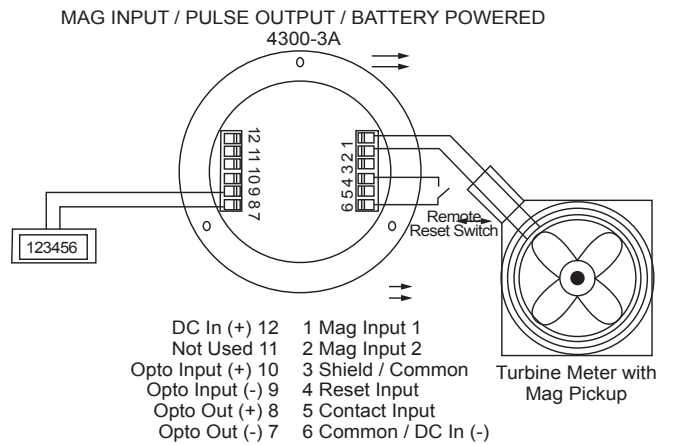 MAG INPUT / PULSE OUTPUT / BATTERY POWERED
4300-3A
12 11 10 9 8 7
6 5 4 3 2 1
Remote
Reset Switch
123456
DC In (+) 12 1 Mag Input 1
Not Used 11 2 Mag Input 2
Opto Input (+) 10 3 Shield / Common
Opto Input (-) 9 4 Reset Input
Opto Out (+) 8 5 Contact Input
Opto Out (-) 7 6 Common / DC In (-)
Turbine Meter with
Mag Pickup